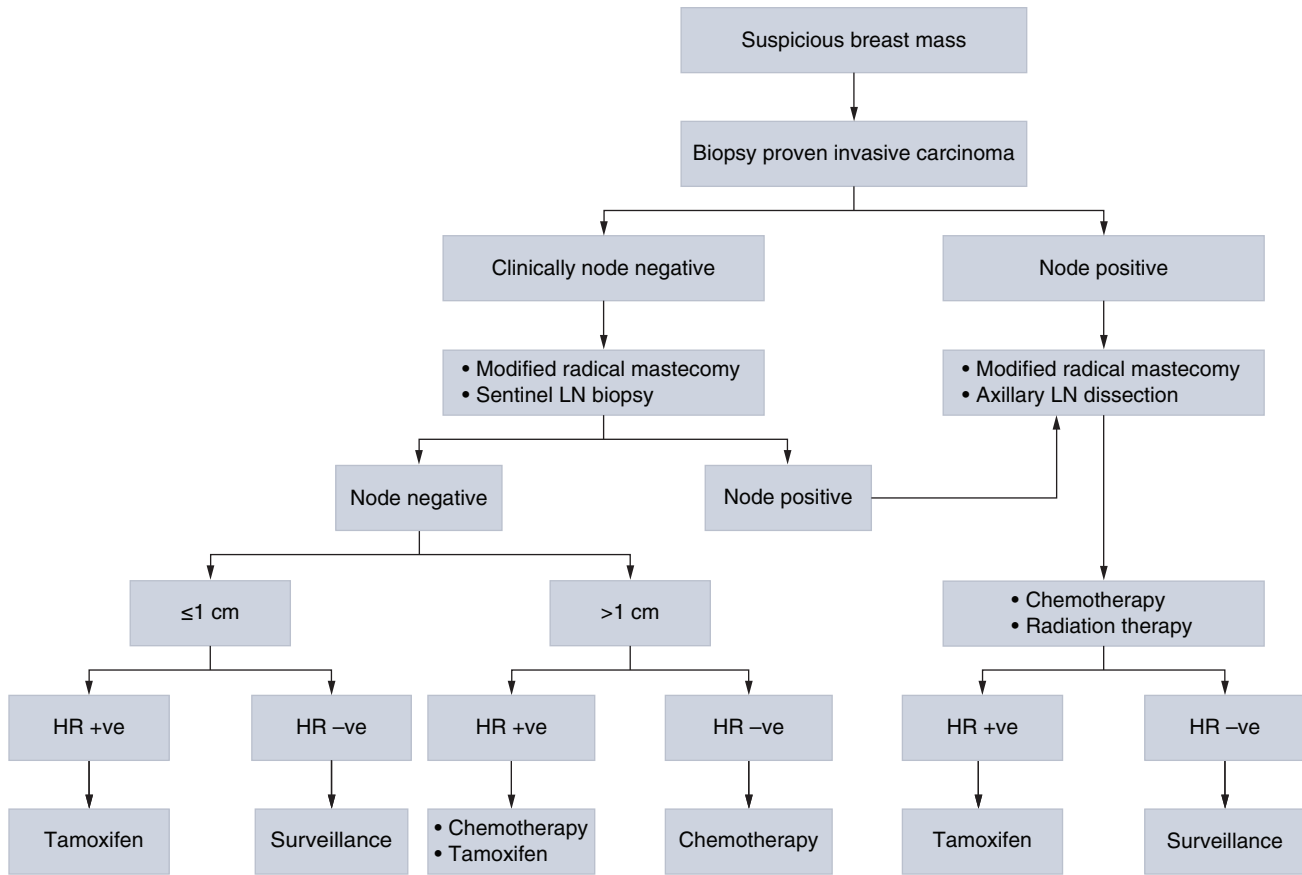 Suspicious breast mass
Biopsy proven invasive carcinoma
Clinically node negative
Node positive
• Modified radical mastecomy
• Sentinel LN biopsy
• Modified radical mastecomy
• Axillary LN dissection
Node negative
Node positive
≤1 cm
>1 cm
• Chemotherapy
• Radiation therapy
HR +ve
HR –ve
HR +ve
HR –ve
HR +ve
HR –ve
Tamoxifen
Surveillance
• Chemotherapy
• Tamoxifen
Chemotherapy
Tamoxifen
Surveillance